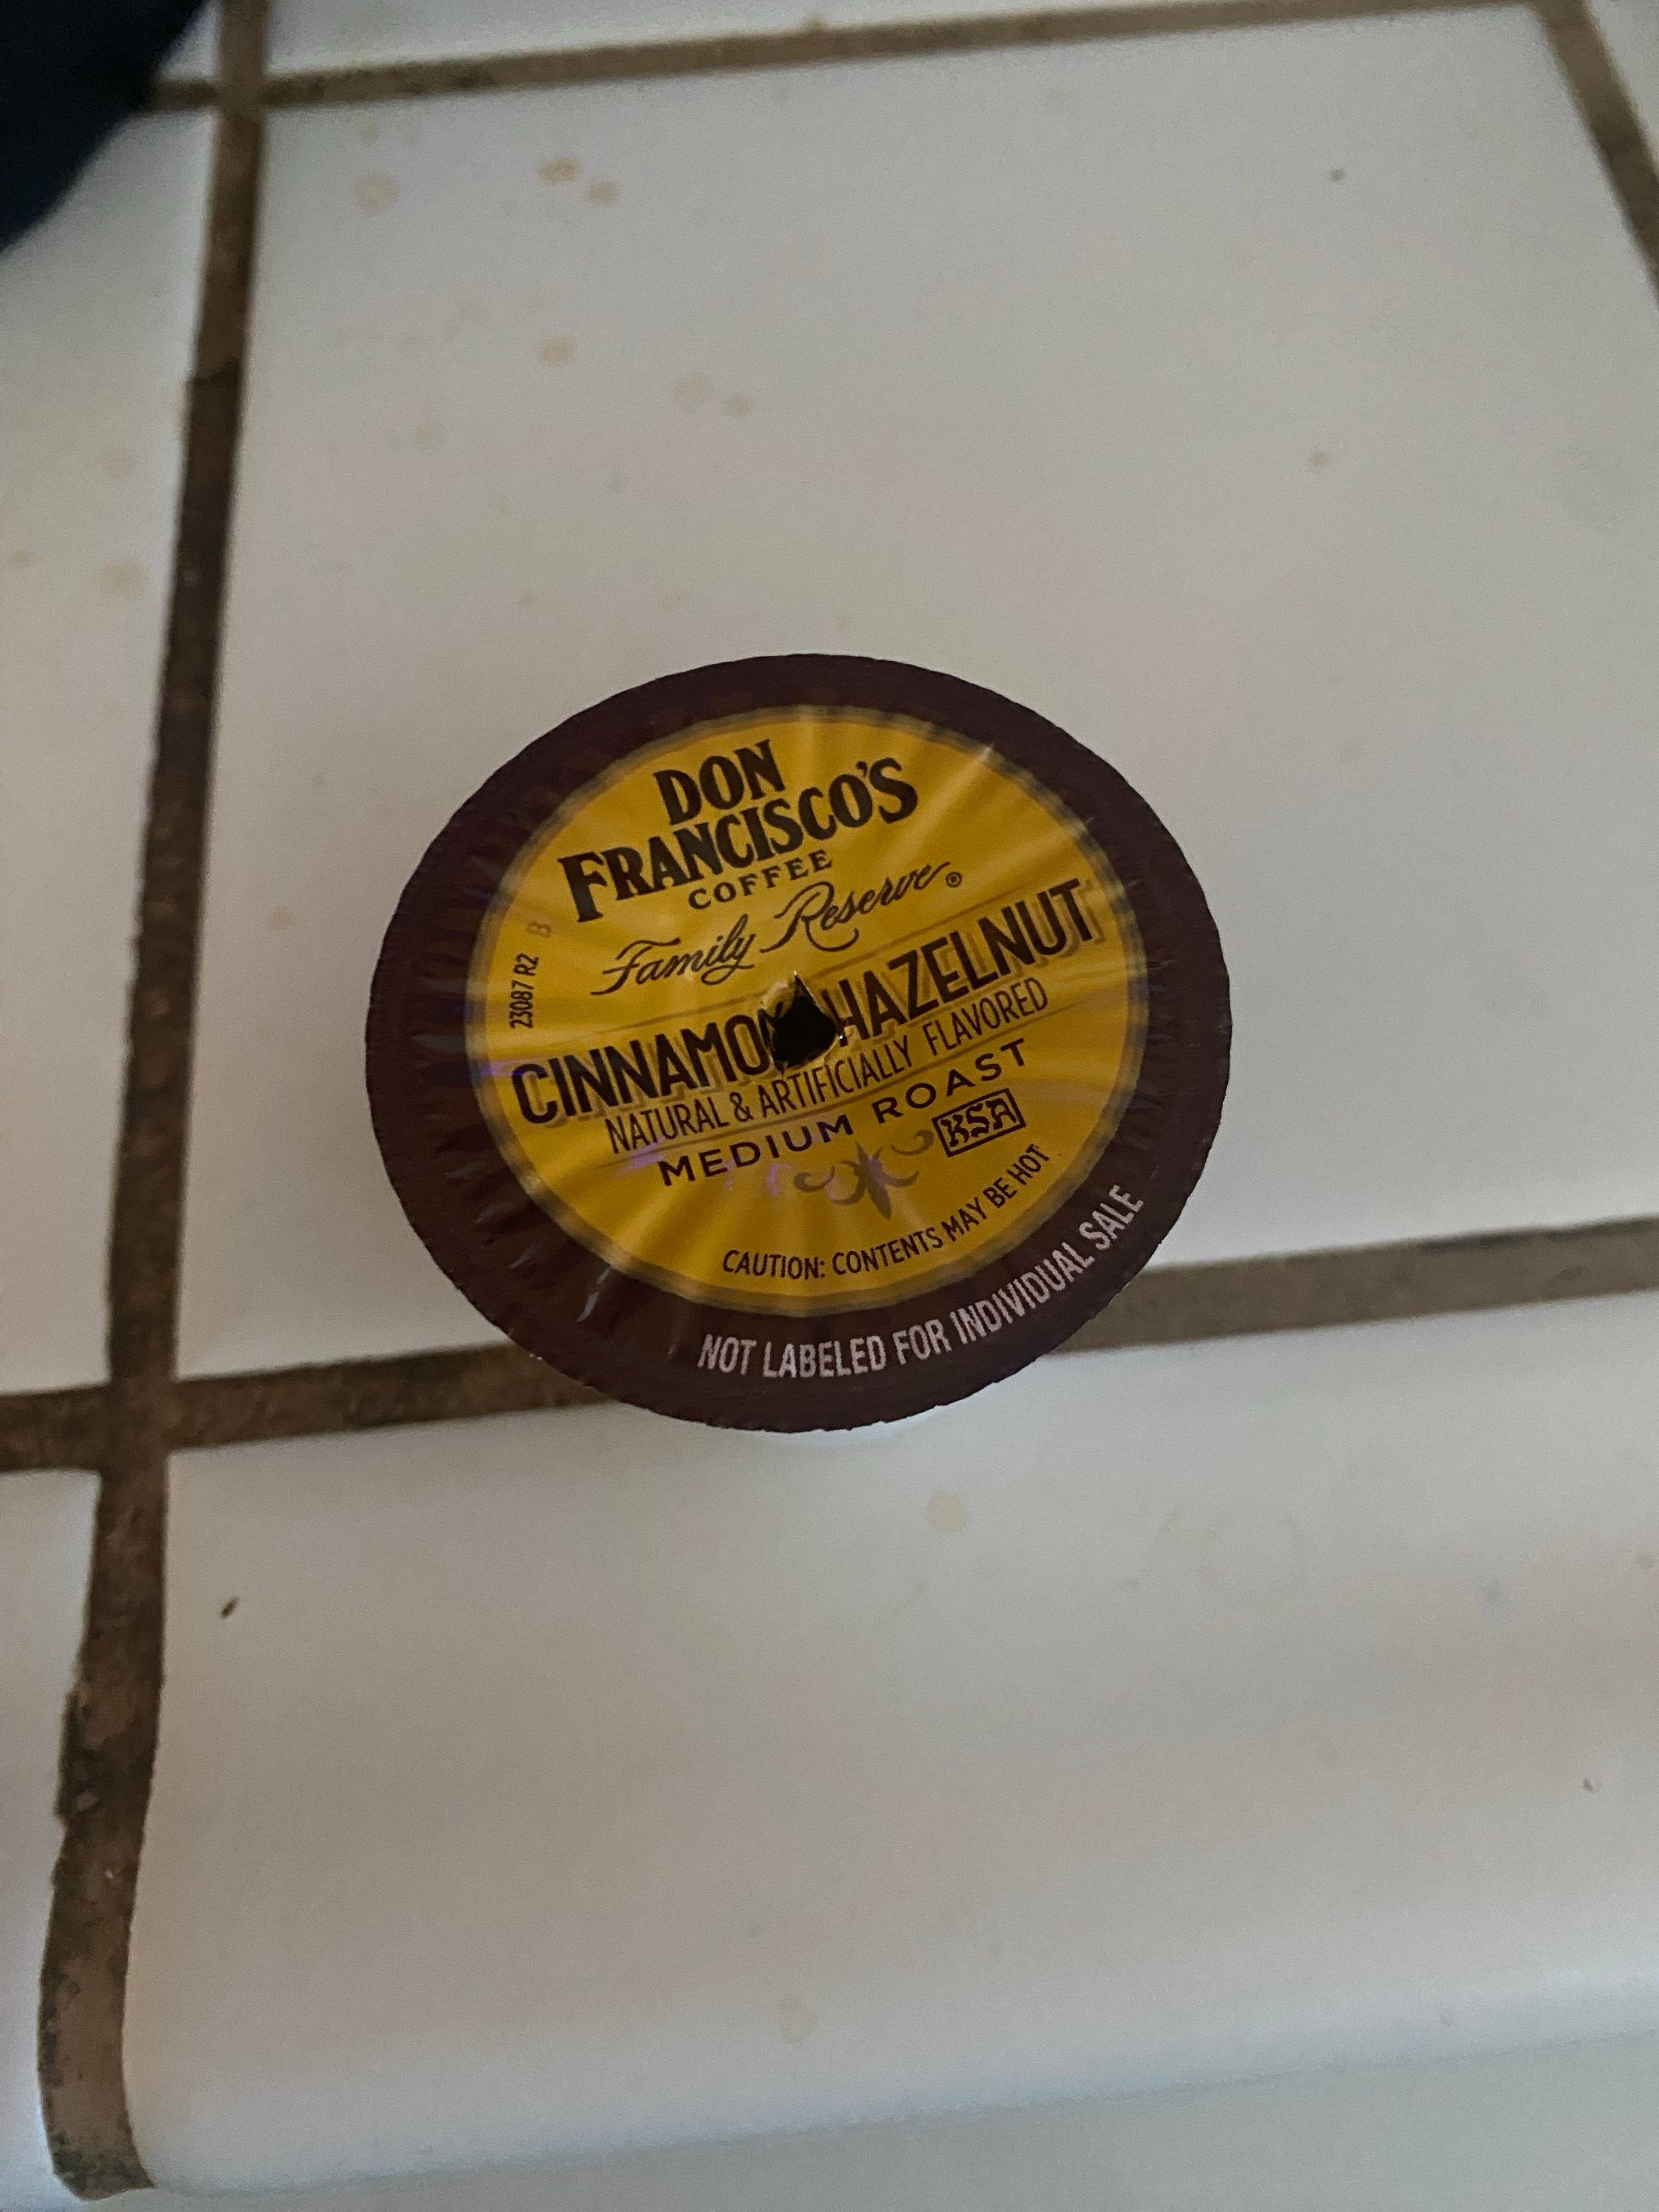 DON
FRANCISCO'S
COFFEE
Family Reserve®
CINNAMON HAZELNUT
NATURAL & ARTIFICIALLY FLAVORED
MEDIUM ROAST
KSA
CAUTION: CONTENTS MAY BE HOT
NOT LABELED FOR INDIVIDUAL SALE
23087 R2 B